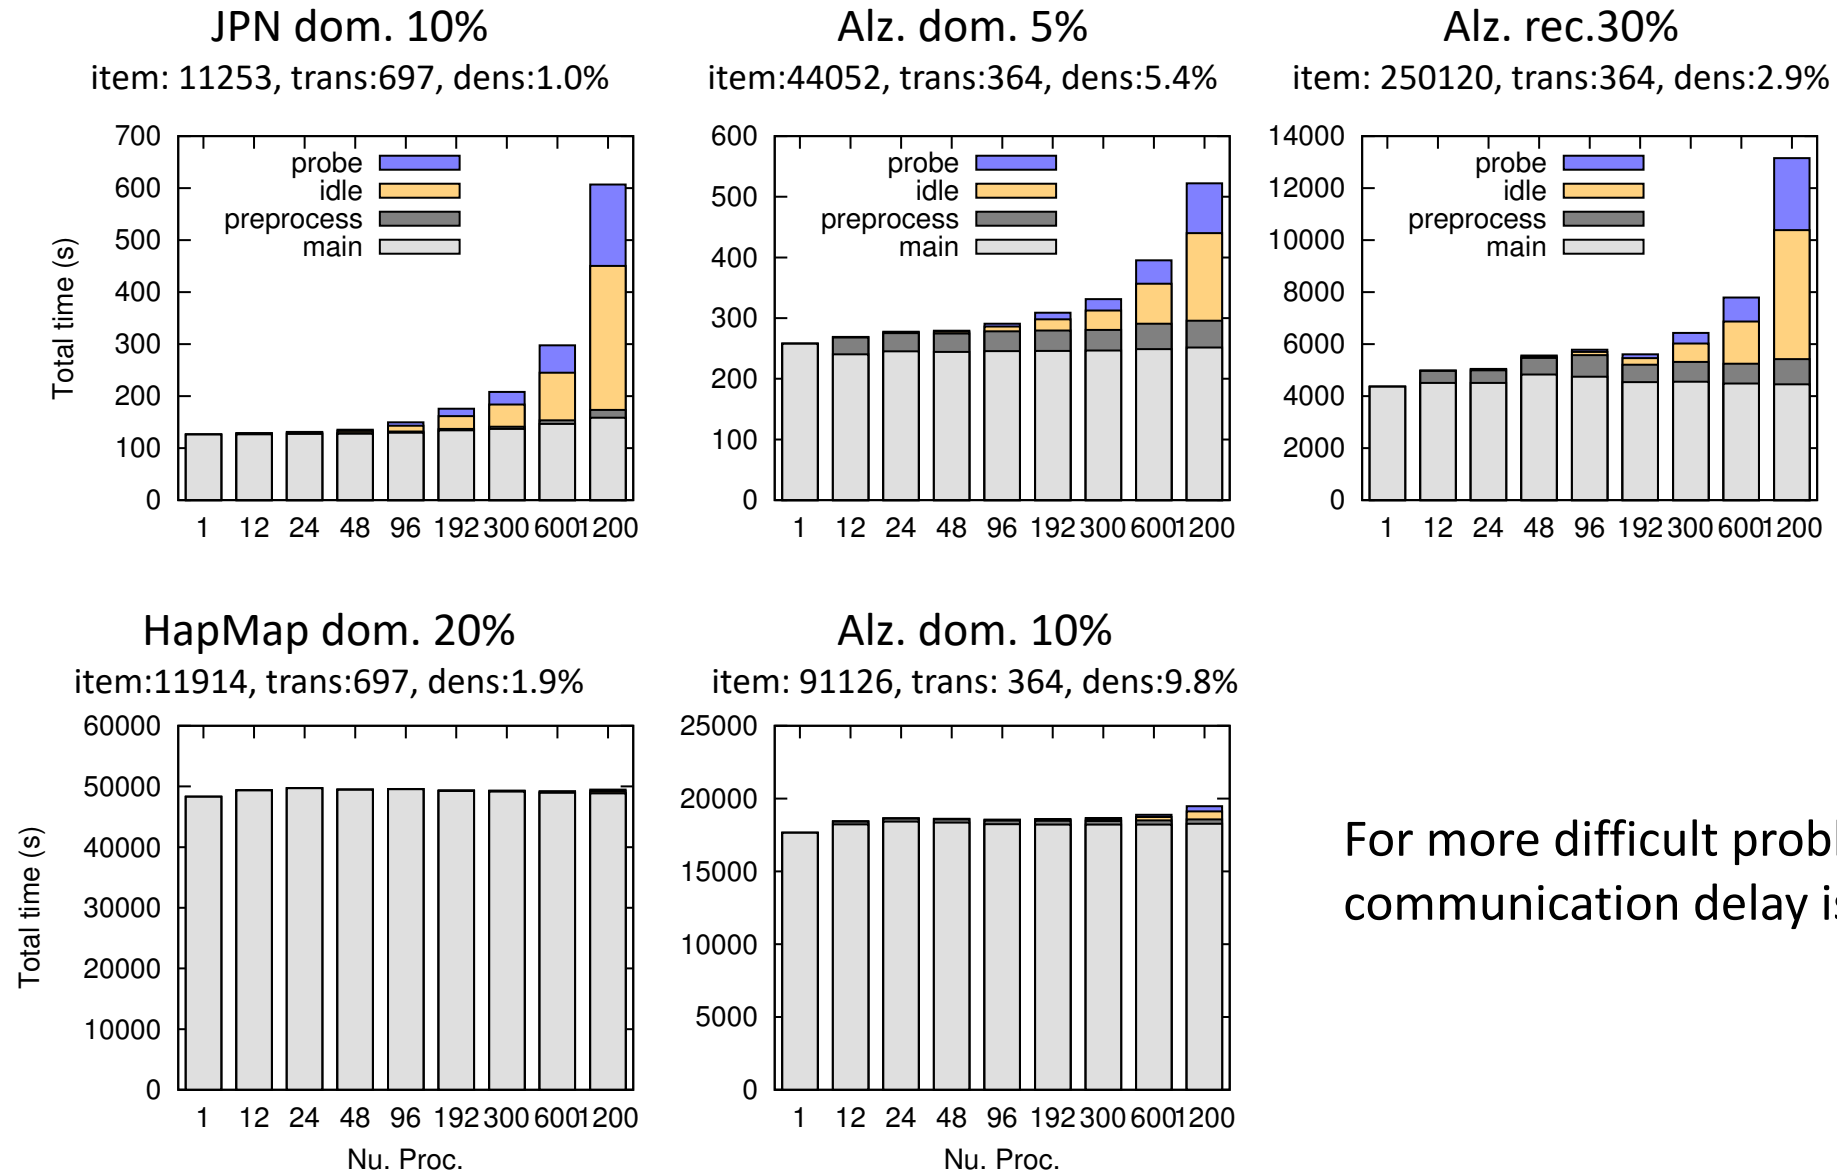 JPN dom. 10%
item: 11253, trans:697, dens:1.0%
Total time (s)
700
600
500
400
300
200
100
0
probe
idle
preprocess
main
1 12 24 48 96 192 300 600 1200
Alz. dom. 5%
item:44052, trans:364, dens:5.4%
600
500
400
300
200
100
0
probe
idle
preprocess
main
1 12 24 48 96 192 300 600 1200
Alz. rec.30%
item: 250120, trans:364, dens:2.9%
14000
12000
10000
8000
6000
4000
2000
0
probe
idle
preprocess
main
1 12 24 48 96 192 300 600 1200
HapMap dom. 20%
item:11914, trans:697, dens:1.9%
Total time (s)
60000
50000
40000
30000
20000
10000
0
1 12 24 48 96 192 300 600 1200
Nu. Proc.
Alz. dom. 10%
item: 91126, trans: 364, dens:9.8%
25000
20000
15000
10000
5000
0
1 12 24 48 96 192 300 600 1200
Nu. Proc.
For more difficult
communication delay